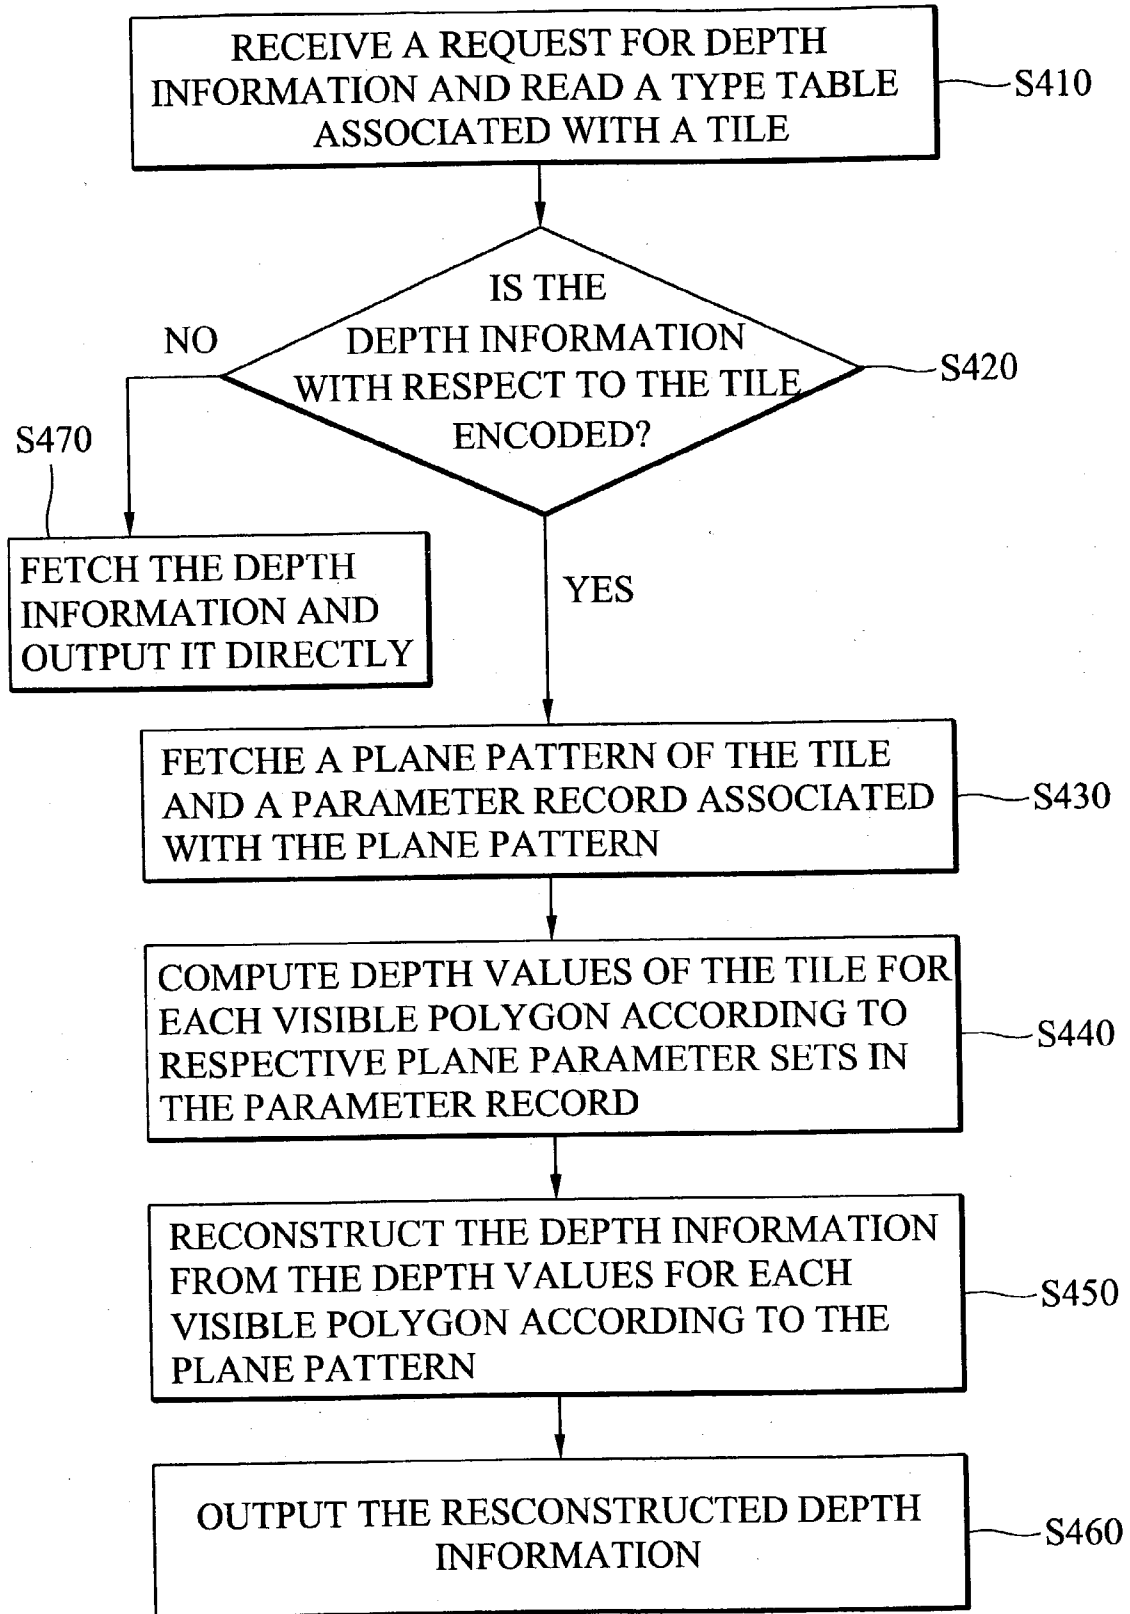 RECEIVE A REQUEST FOR DEPTH
INFORMATION AND READ A TYPE TABLE
ASSOCIATED WITH A TILE
S410
IS THE
DEPTH INFORMATION
WITH RESPECT TO THE TILE
ENCODED?
S420
NO
S470
FETCH THE DEPTH
INFORMATION AND
OUTPUT IT DIRECTLY
YES
FETCHE A PLANE PATTERN OF THE TILE
AND A PARAMETER RECORD ASSOCIATED
WITH THE PLANE PATTERN
S430
COMPUTE DEPTH VALUES OF THE TILE FOR
EACH VISIBLE POLYGON ACCORDING TO
RESPECTIVE PLANE PARAMETER SETS IN
THE PARAMETER RECORD
S440
RECONSTRUCT THE DEPTH INFORMATION
FROM THE DEPTH VALUES FOR EACH
VISIBLE POLYGON ACCORDING TO THE
PLANE PATTERN
S450
OUTPUT THE RESCONSTRUCTED DEPTH
INFORMATION
S460